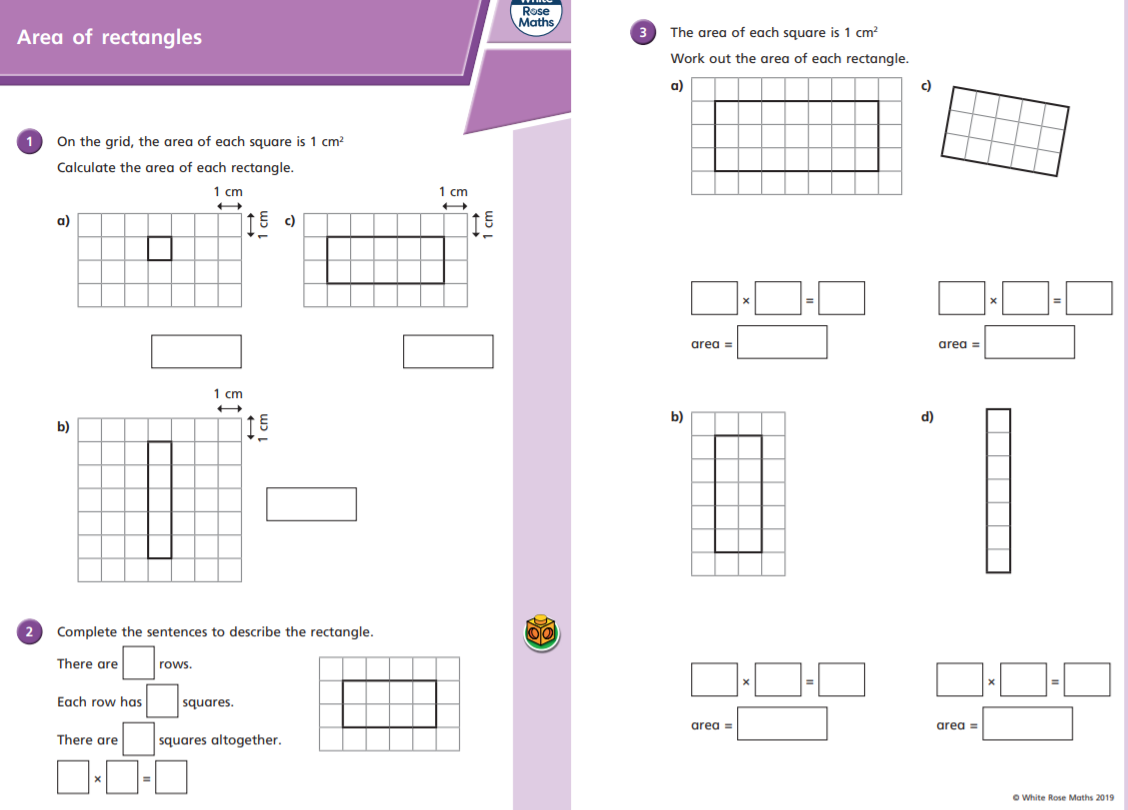 Area of rectangles
White
Rose
Maths
1 On the grid, the area of each square is 1 cm²
Calculate the area of each rectangle.
a)
1 cm
1 cm
c)
1 cm
1 cm
b)
1 cm
1 cm
2 Complete the sentences to describe the rectangle.
There are rows.
Each row has squares.
There are squares altogether.
× =
3 The area of each square is 1 cm²
Work out the area of each rectangle.
a)
c)
× =
× =
area =
area =
b)
d)
× =
× =
area =
area =
© White Rose Maths 2019